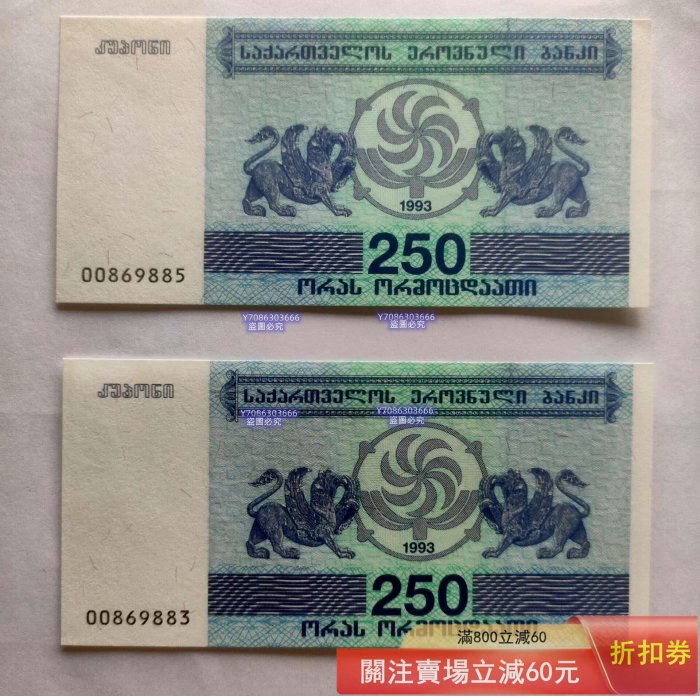 კუპონი
საქართველოს ეროვნული ბანკი
1993
250
00869885
ორას ორმოცდაათი
Y7086303666
盜圖必究
Y7086303666
盜圖必究
კუპონი
საქართველოს ეროვნული ბანკი
Y7086303666
盜圖必究
Y7086303666
盜圖必究
1993
250
00869883
ორას ორმოცდაათი
滿800立減60
關注賣場立減60元
折扣券